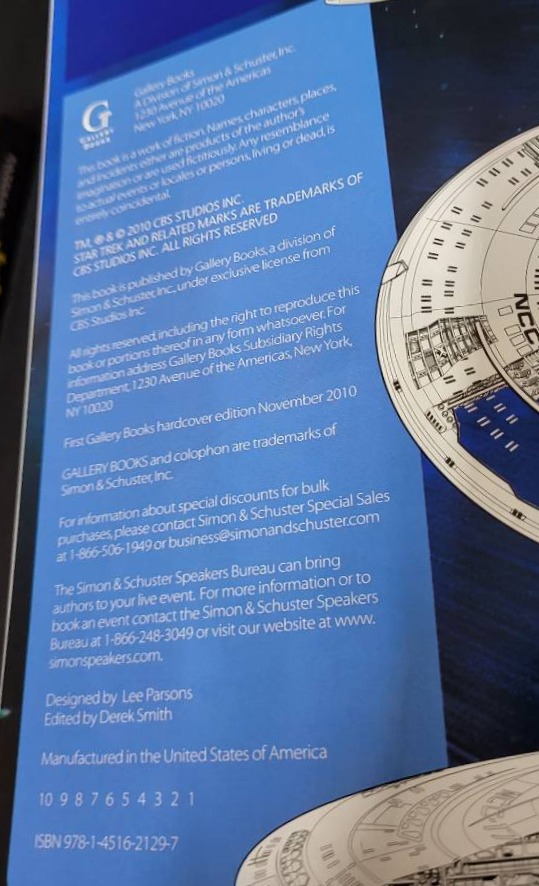 G
GALLERY
BOOKS
Gallery Books
A Division of Simon & Schuster, Inc.
1230 Avenue of the Americas
New York, NY 10020
This book is a work of fiction. Names, characters, places,
and incidents either are products of the author's
imagination or are used fictitiously. Any resemblance
to actual events or locales or persons, living or dead, is
entirely coincidental.
TM, ® & © 2010 CBS STUDIOS INC.
STAR TREK AND RELATED MARKS ARE TRADEMARKS OF
CBS STUDIOS INC. ALL RIGHTS RESERVED
This book is published by Gallery Books, a division of
Simon & Schuster, Inc., under exclusive license from
CBS Studios Inc.
All rights reserved, including the right to reproduce this
book or portions thereof in any form whatsoever. For
information address Gallery Books Subsidiary Rights
Department, 1230 Avenue of the Americas, New York,
NY 10020
First Gallery Books hardcover edition November 2010
GALLERY BOOKS and colophon are trademarks of
Simon & Schuster, Inc.
For information about special discounts for bulk
purchases, please contact Simon & Schuster Special Sales
at 1-866-506-1949 or business@simonandschuster.com
The Simon & Schuster Speakers Bureau can bring
authors to your live event. For more information or to
book an event contact the Simon & Schuster Speakers
Bureau at 1-866-248-3049 or visit our website at www.
simonspeakers.com.
Designed by Lee Parsons
Edited by Derek Smith
Manufactured in the United States of America
10 9 8 7 6 5 4 3 2 1
ISBN 978-1-4516-2129-7
NCC